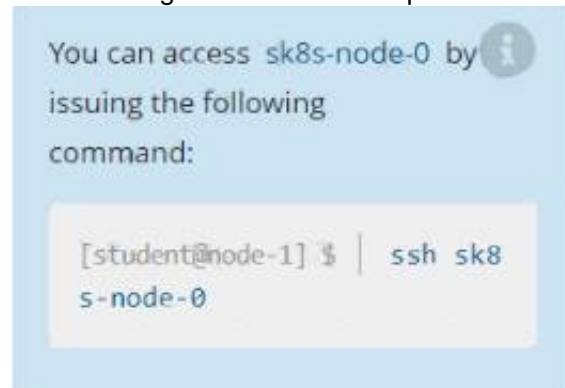 You can access sk8s-node-0 by
issuing the following
command:
[student@node-1] $ | ssh sk8
s-node-0